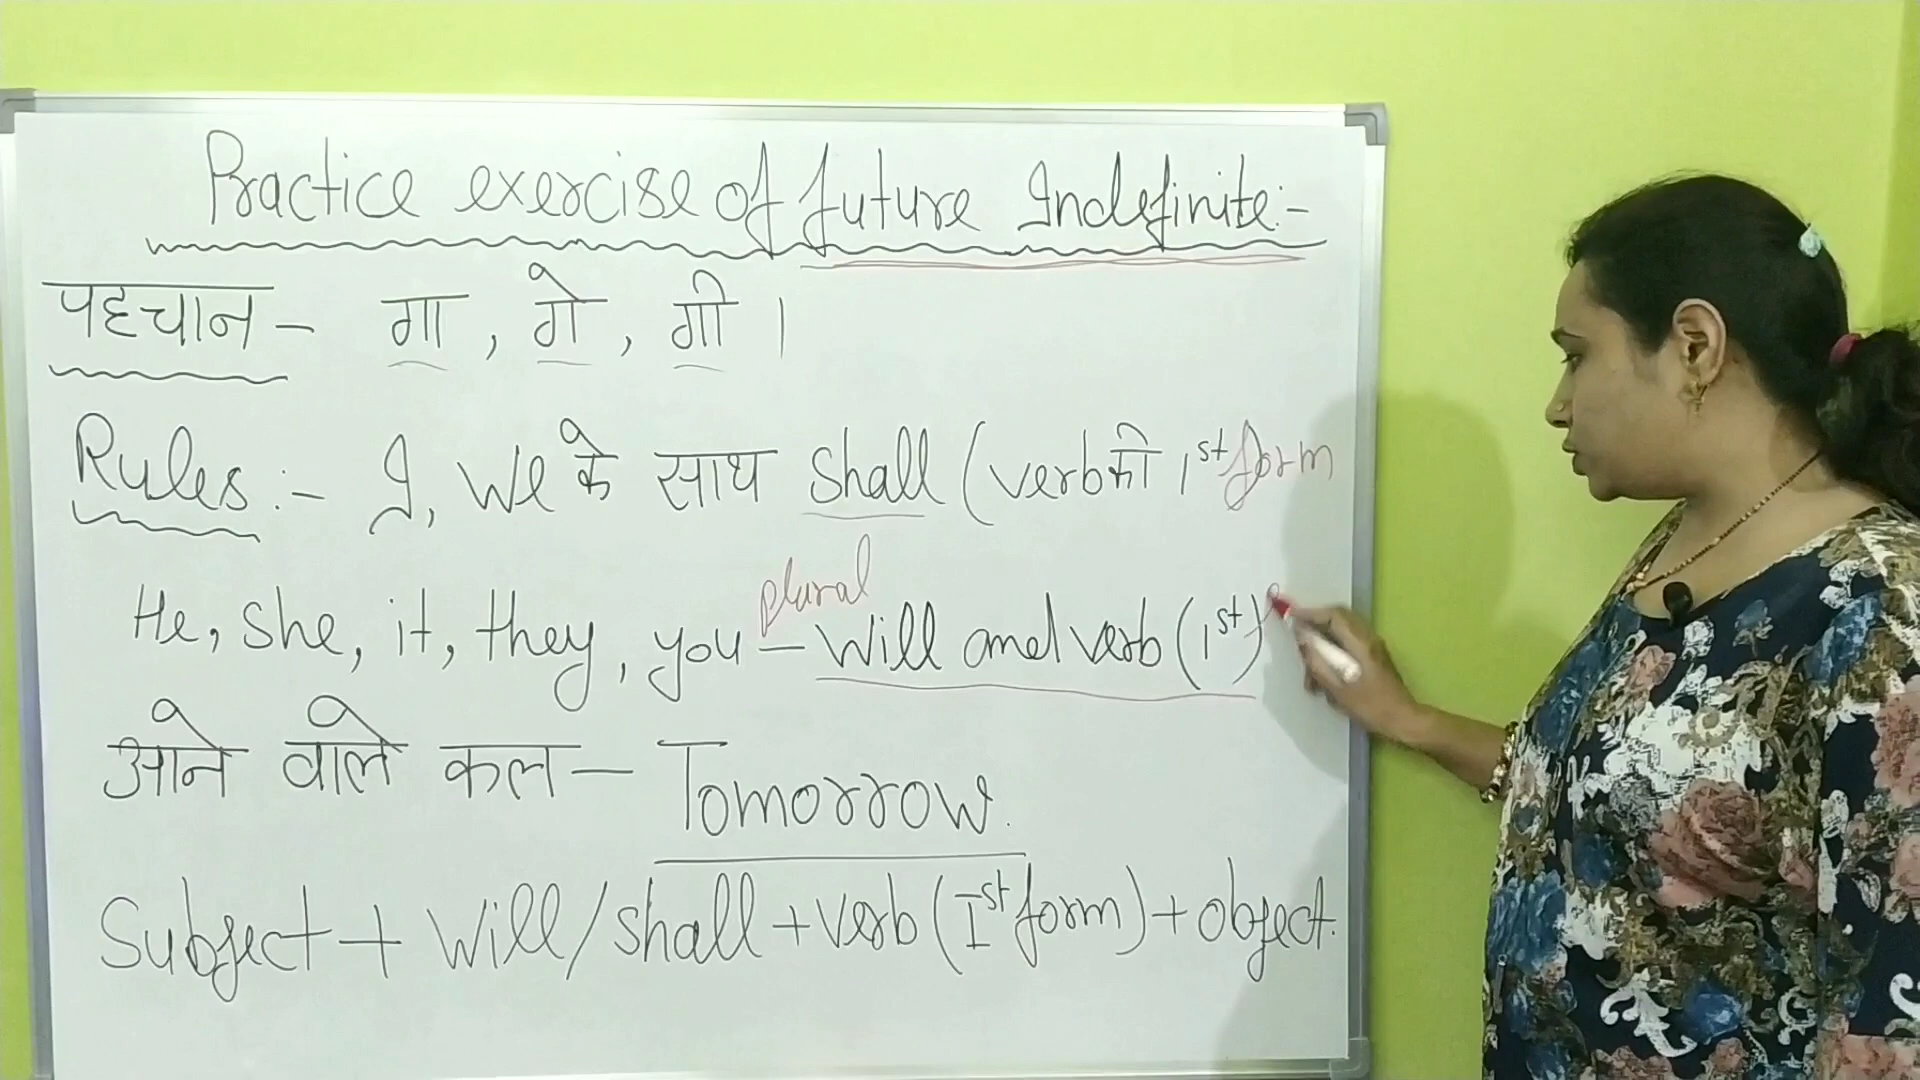 Practice exercise of future Indefinite:-
पहचान - गा, गे, गी।
Rules:- I, We के साथ Shall (verb की 1st form
plural
He, She, it, they, you - Will and verb (1st)
आने वाले कल - Tomorrow.
Subject + Will/Shall + verb (Ist form) + object.